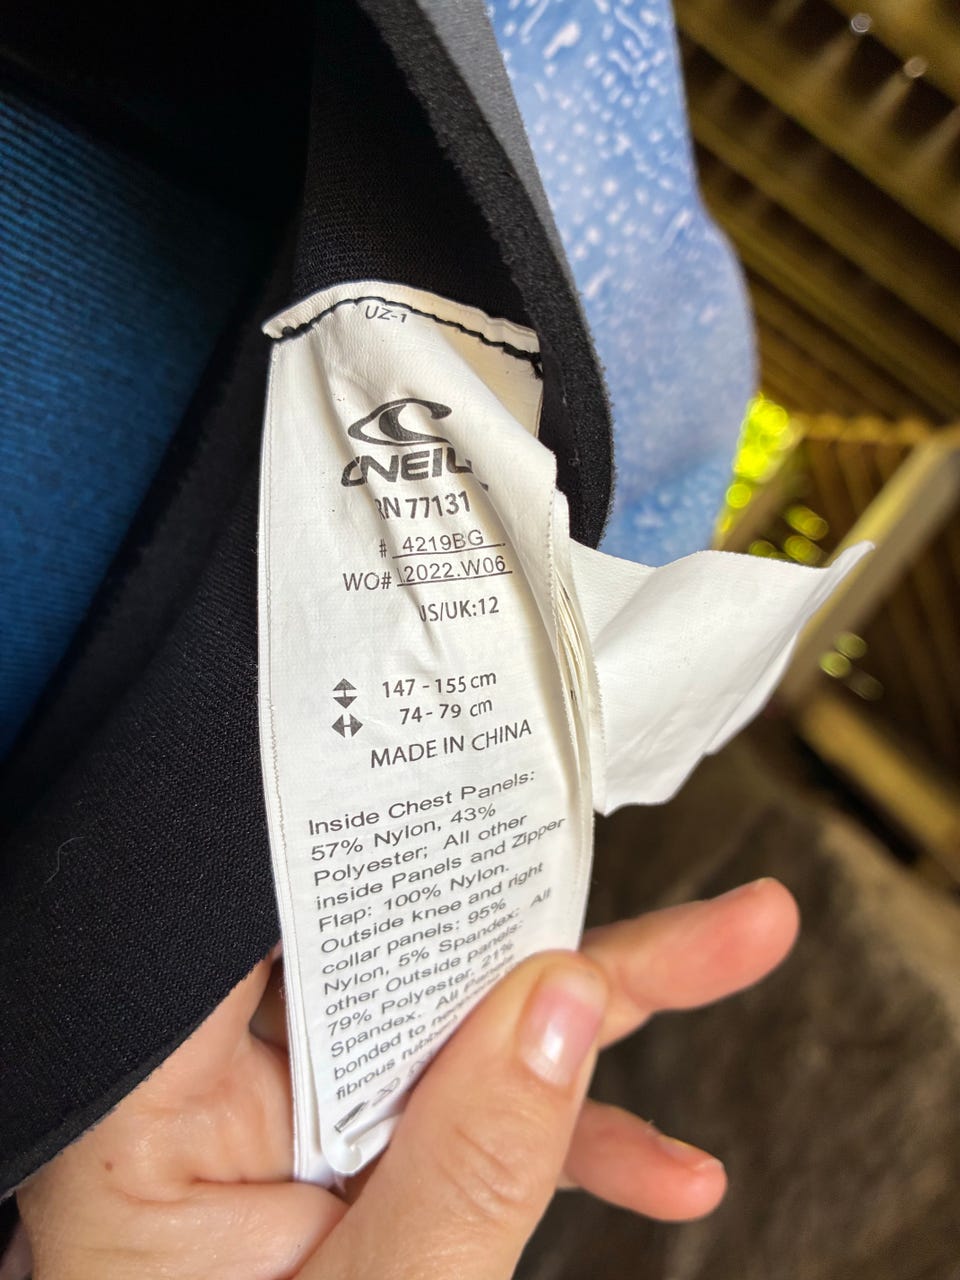 UZ-1
O'NEILL
RN 77131
# 4219BG
WO# 2022.W06
US/UK:12
147 - 155 cm
74 - 79 cm
MADE IN CHINA
Inside Chest Panels:
57% Nylon, 43%
Polyester; All other
inside Panels and Zipper
Flap: 100% Nylon.
Outside knee and right
collar panels: 95%
Nylon, 5% Spandex: All
other Outside panels:
79% Polyester, 21%
Spandex. All Panels
bonded to
fibrous